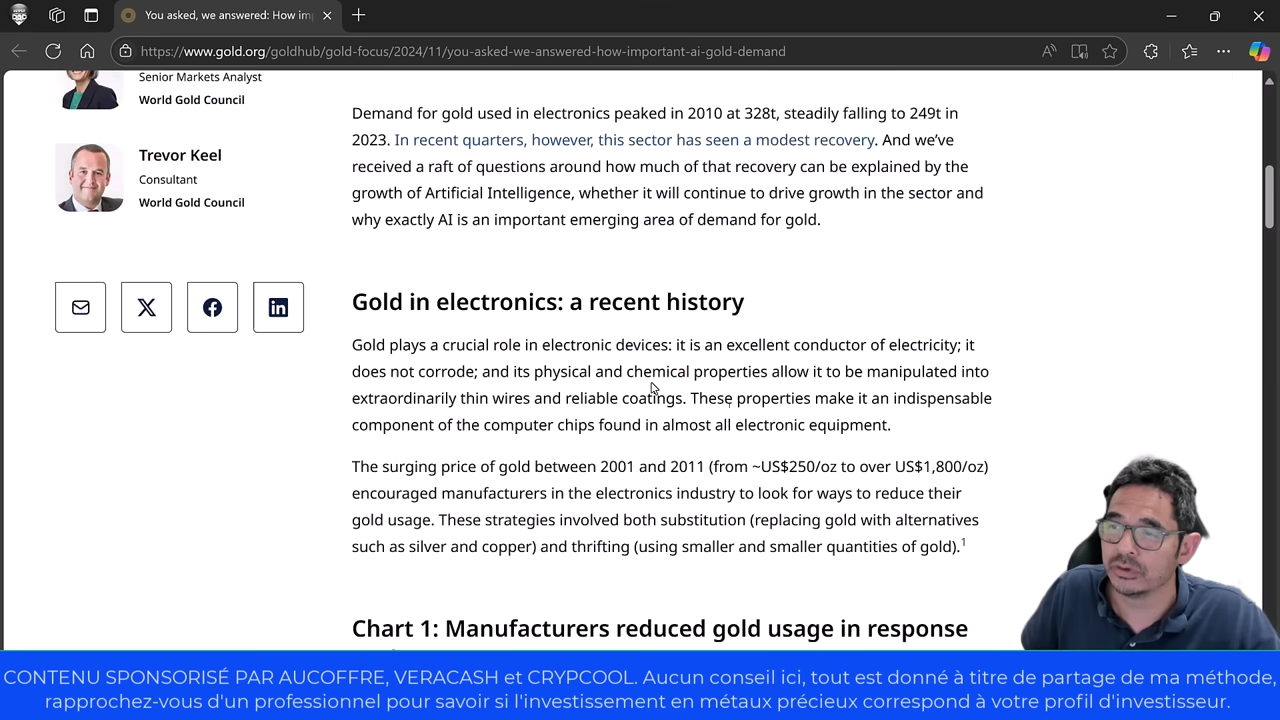 You asked, we answered: How imp
https://www.gold.org/goldhub/gold-focus/2024/11/you-asked-we-answered-how-important-ai-gold-demand
Senior Markets Analyst
World Gold Council
Trevor Keel
Consultant
World Gold Council
Demand for gold used in electronics peaked in 2010 at 328t, steadily falling to 249t in
2023. In recent quarters, however, this sector has seen a modest recovery. And we’ve
received a raft of questions around how much of that recovery can be explained by the
growth of Artificial Intelligence, whether it will continue to drive growth in the sector and
why exactly AI is an important emerging area of demand for gold.
Gold in electronics: a recent history
Gold plays a crucial role in electronic devices: it is an excellent conductor of electricity; it
does not corrode; and its physical and chemical properties allow it to be manipulated into
extraordinarily thin wires and reliable coatings. These properties make it an indispensable
component of the computer chips found in almost all electronic equipment.
The surging price of gold between 2001 and 2011 (from ~US$250/oz to over US$1,800/oz)
encouraged manufacturers in the electronics industry to look for ways to reduce their
gold usage. These strategies involved both substitution (replacing gold with alternatives
such as silver and copper) and thrifting (using smaller and smaller quantities of gold).1
Chart 1: Manufacturers reduced gold usage in response
CONTENU SPONSORISÉ PAR AUCOFFRE, VERACASH et CRYPCOOL. Aucun conseil ici, tout est donné à titre de partage de ma méthode,
rapprochez-vous d'un professionnel pour savoir si l'investissement en métaux précieux correspond à votre profil d'investisseur.